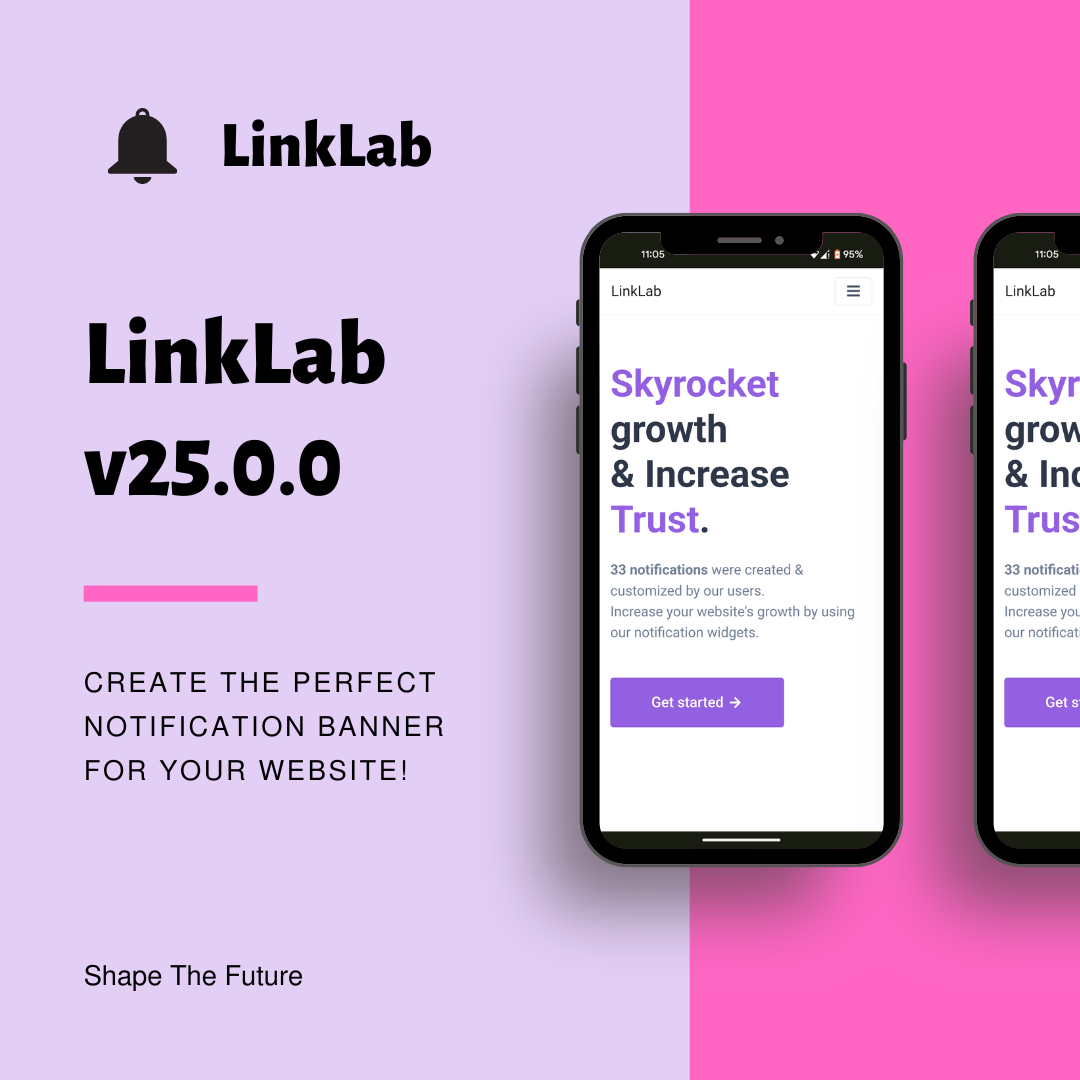 LinkLab
LinkLab
v25.0.0
CREATE THE PERFECT
NOTIFICATION BANNER
FOR YOUR WEBSITE!
Shape The Future
11:05
95%
LinkLab
Skyrocket
growth
& Increase
Trust.
33 notifications were created &
customized by our users.
Increase your website's growth by using
our notification widgets.
Get started →
11:05
LinkLab
Skyr
grow
& Inc
Trus
33 notificati
customized
Increase you
our notificat
Get s